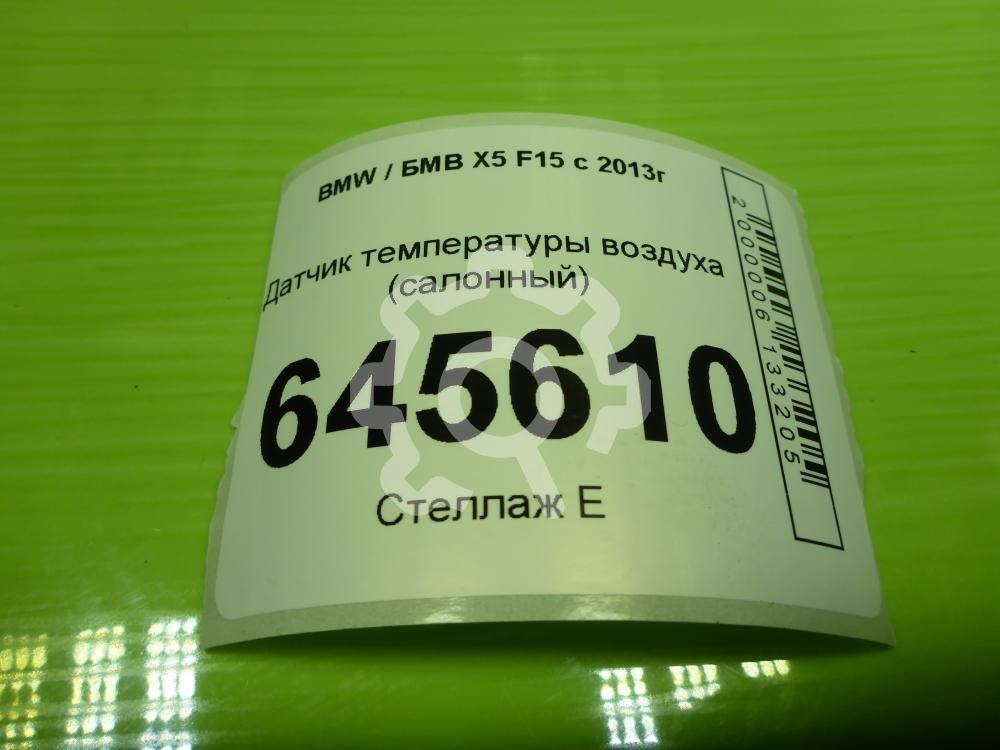 BMW / БМВ X5 F15 с 2013г
Датчик температуры воздуха
(салонный)
645610
Стеллаж Е
2000006133205